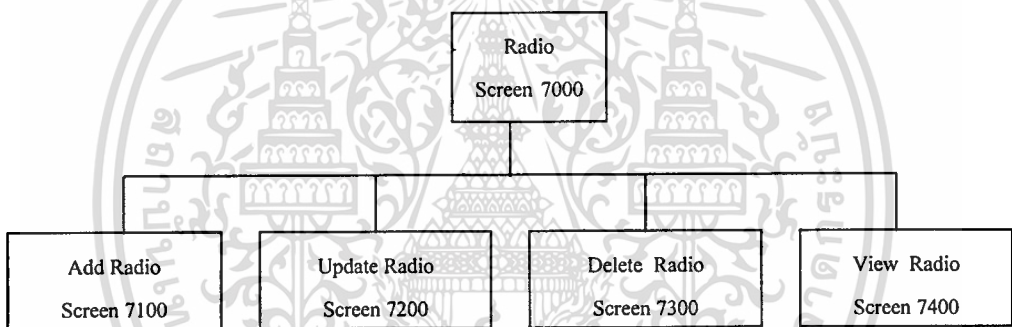 Radio
Screen 7000
Add Radio
Screen 7100
Update Radio
Screen 7200
Delete Radio
Screen 7300
View Radio
Screen 7400